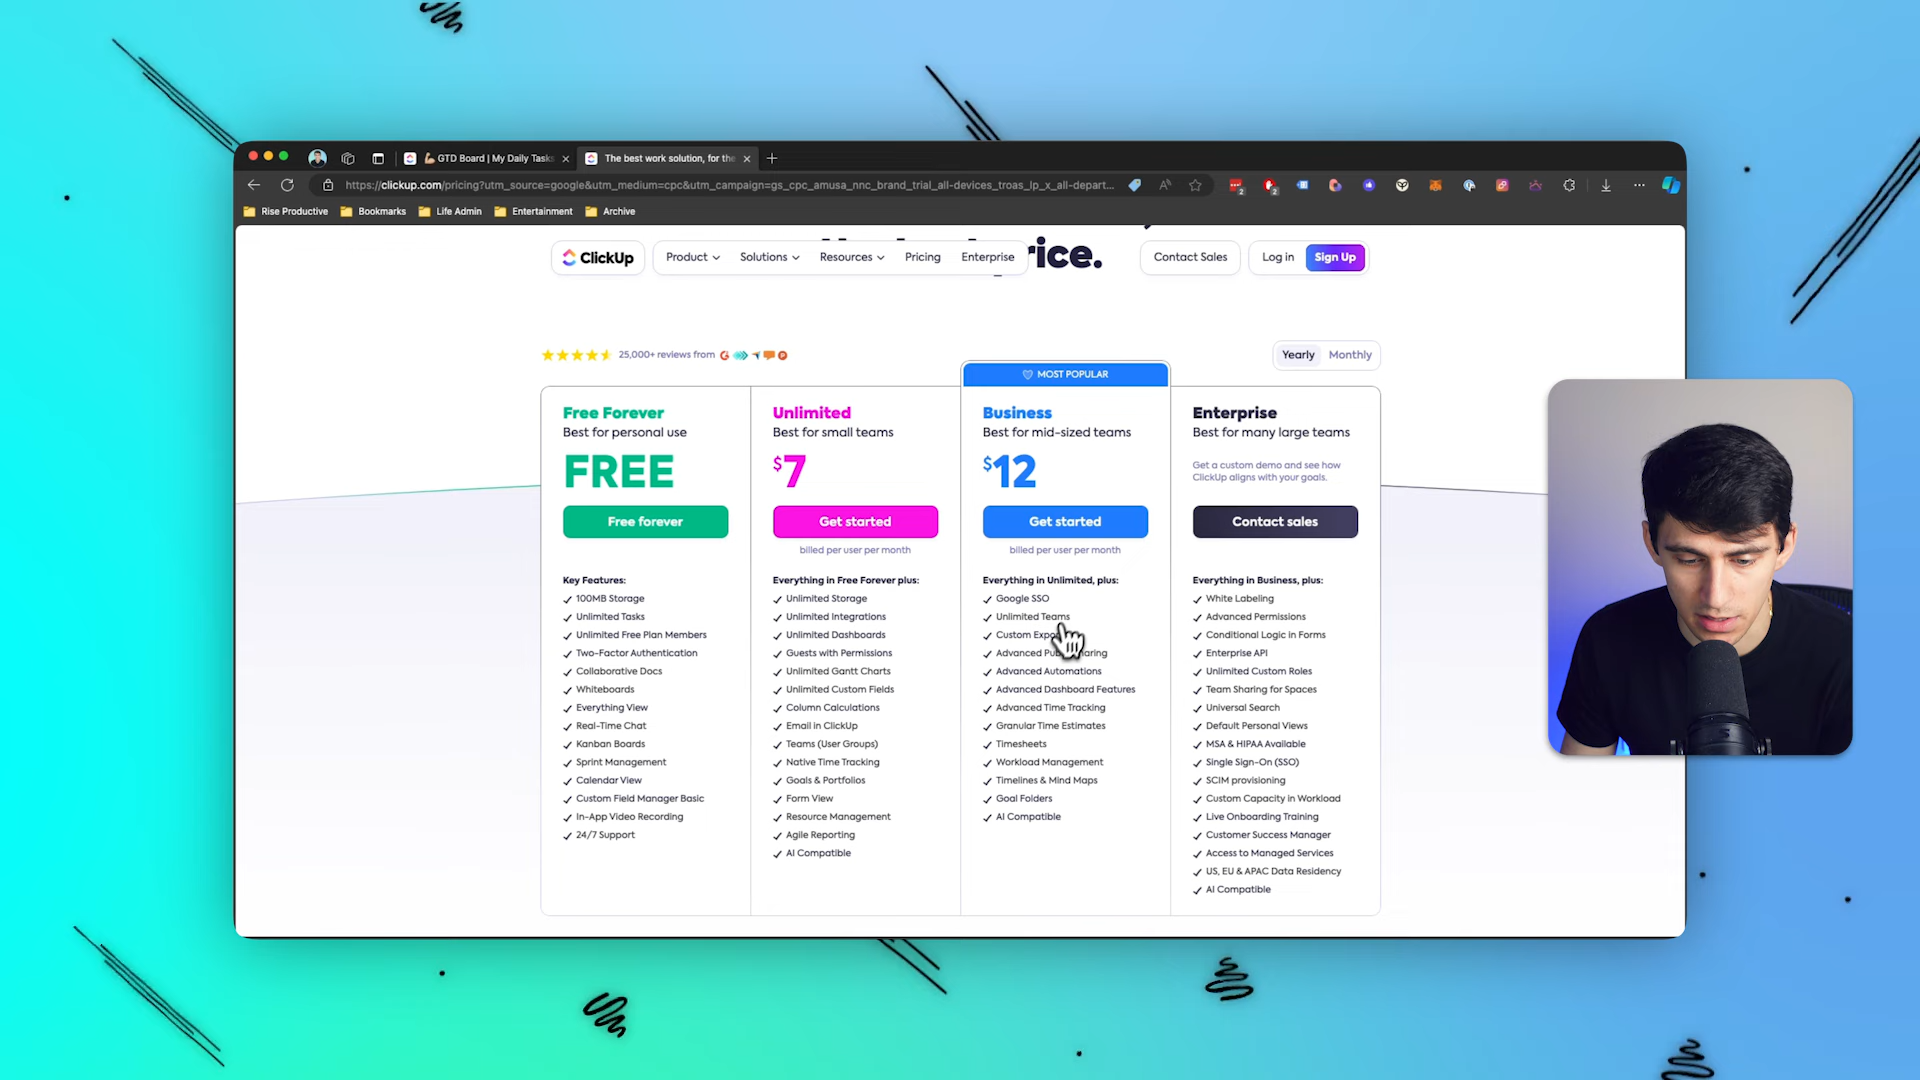 GTD Board | My Daily Tasks
The best work solution, for the
https://clickup.com/pricing?utm_source=google&utm_medium=cpc&utm_campaign=gs_cpc_amusa_nnc_brand_trial_all-devices_troas_lp_x_all-depart...
Rise Productive
Bookmarks
Life Admin
Entertainment
Archive
rice.
ClickUp
Product
Solutions
Resources
Pricing
Enterprise
Contact Sales
Log in
Sign Up
25,000+ reviews from
Yearly
Monthly
MOST POPULAR
Free Forever
Best for personal use
FREE
Free forever
Key Features:
100MB Storage
Unlimited Tasks
Unlimited Free Plan Members
Two-Factor Authentication
Collaborative Docs
Whiteboards
Everything View
Real-Time Chat
Kanban Boards
Sprint Management
Calendar View
Custom Field Manager Basic
In-App Video Recording
24/7 Support
Unlimited
Best for small teams
$7
Get started
billed per user per month
Everything in Free Forever plus:
Unlimited Storage
Unlimited Integrations
Unlimited Dashboards
Guests with Permissions
Unlimited Gantt Charts
Unlimited Custom Fields
Column Calculations
Email in ClickUp
Teams (User Groups)
Native Time Tracking
Goals & Portfolios
Form View
Resource Management
Agile Reporting
AI Compatible
Business
Best for mid-sized teams
$12
Get started
billed per user per month
Everything in Unlimited, plus:
Google SSO
Unlimited Teams
Custom Expo
Advanced Pu aring
Advanced Automations
Advanced Dashboard Features
Advanced Time Tracking
Granular Time Estimates
Timesheets
Workload Management
Timelines & Mind Maps
Goal Folders
AI Compatible
Enterprise
Best for many large teams
Get a custom demo and see how
ClickUp aligns with your goals.
Contact sales
Everything in Business, plus:
White Labeling
Advanced Permissions
Conditional Logic in Forms
Enterprise API
Unlimited Custom Roles
Team Sharing for Spaces
Universal Search
Default Personal Views
MSA & HIPAA Available
Single Sign-On (SSO)
SCIM provisioning
Custom Capacity in Workload
Live Onboarding Training
Customer Success Manager
Access to Managed Services
US, EU & APAC Data Residency
AI Compatible